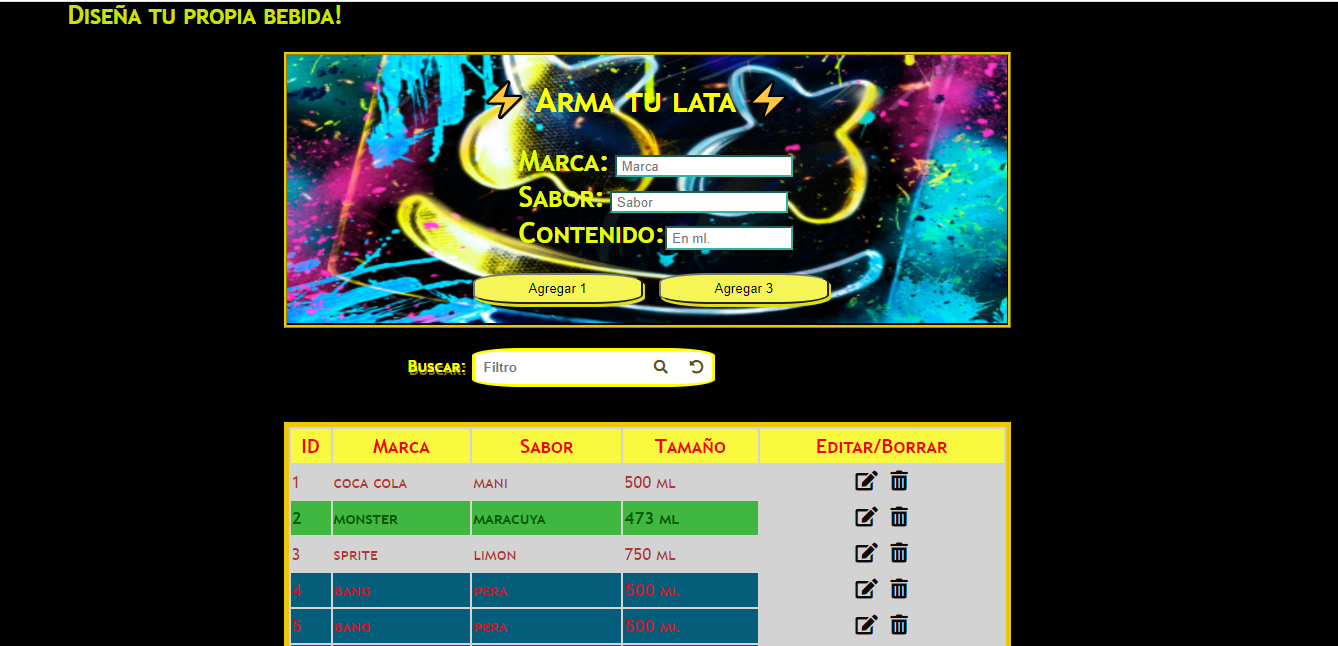 Diseña tu propia bebida!
⚡ Arma tu lata ⚡
Marca: Marca
Sabor: Sabor
Contenido: En ml.
Agregar 1 Agregar 3
Buscar: Filtro
ID Marca Sabor Tamaño Editar/Borrar
1 coca cola mani 500 ml
2 monster maracuya 473 ml
3 sprite limon 750 ml
4 bang pera 500 ml
5 bang pera 500 ml